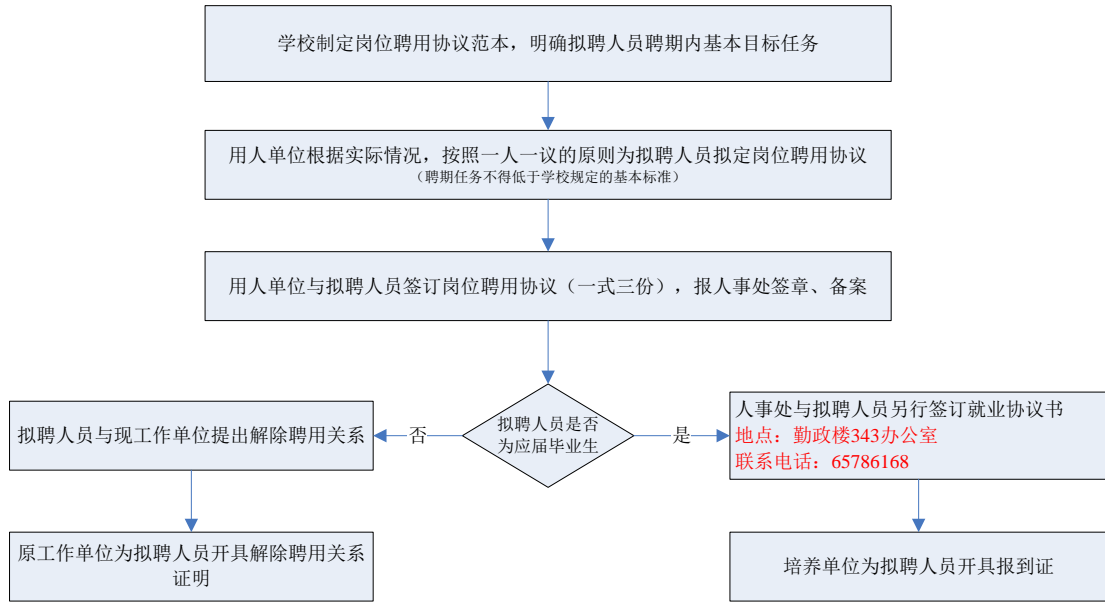 学校制定岗位聘用协议范本，明确拟聘人员聘期内基本目标任务
用人单位根据实际情况，按照一人一议的原则为拟聘人员拟定岗位聘用协议
（聘期任务不得低于学校规定的基本标准）
用人单位与拟聘人员签订岗位聘用协议（一式三份），报人事处签章、备案
拟聘人员是否
为应届毕业生
否
是
拟聘人员与现工作单位提出解除聘用关系
人事处与拟聘人员另行签订就业协议书
地点：勤政楼343办公室
联系电话：65786168
原工作单位为拟聘人员开具解除聘用关系
证明
培养单位为拟聘人员开具报到证